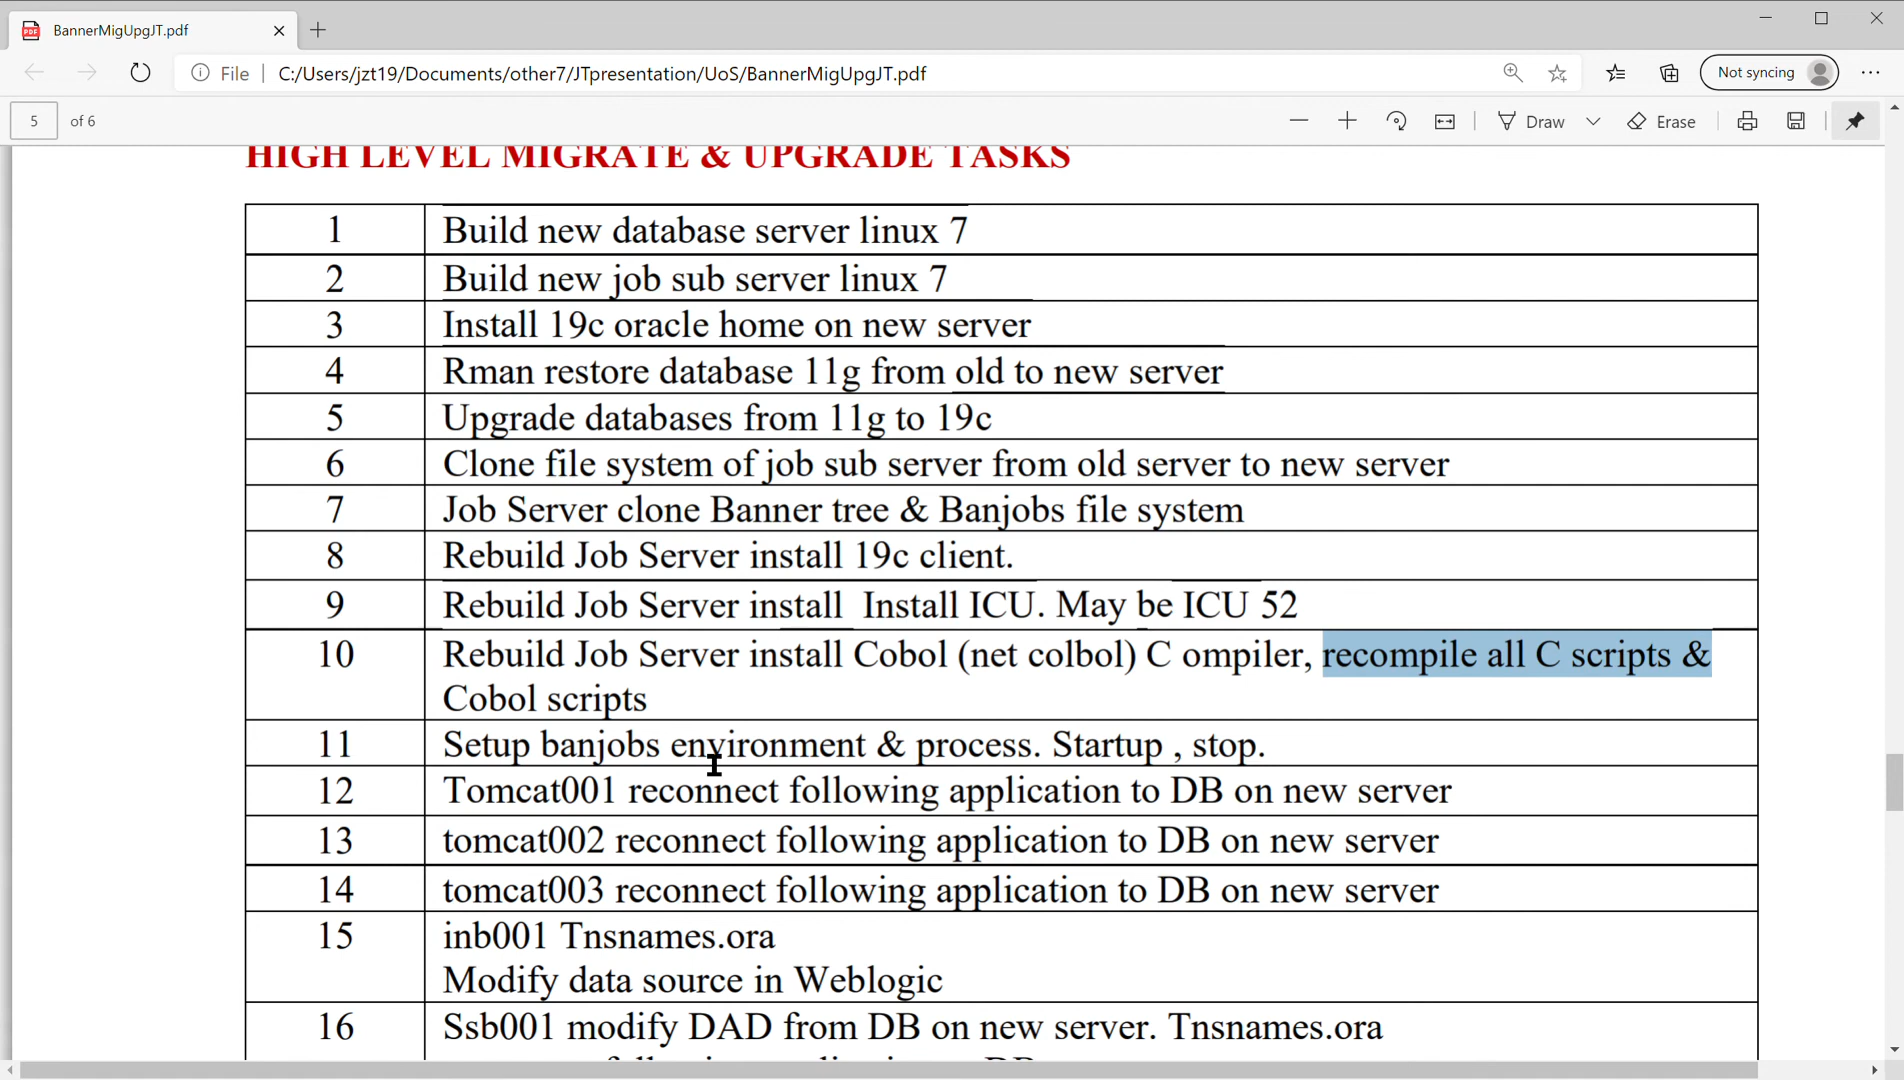 BannerMigUpgJT.pdf
File C:/Users/jzt19/Documents/other7/JTpresentation/UoS/BannerMigUpgJT.pdf
Not syncing
5 of 6
Draw
Erase
HIGH LEVEL MIGRATE & UPGRADE TASKS
1 Build new database server linux 7
2 Build new job sub server linux 7
3 Install 19c oracle home on new server
4 Rman restore database 11g from old to new server
5 Upgrade databases from 11g to 19c
6 Clone file system of job sub server from old server to new server
7 Job Server clone Banner tree & Banjobs file system
8 Rebuild Job Server install 19c client.
9 Rebuild Job Server install Install ICU. May be ICU 52
10 Rebuild Job Server install Cobol (net colbol) C ompiler, recompile all C scripts &
Cobol scripts
11 Setup banjobs environment & process. Startup , stop.
12 Tomcat001 reconnect following application to DB on new server
13 tomcat002 reconnect following application to DB on new server
14 tomcat003 reconnect following application to DB on new server
15 inb001 Tnsnames.ora
Modify data source in Weblogic
16 Ssb001 modify DAD from DB on new server. Tnsnames.ora